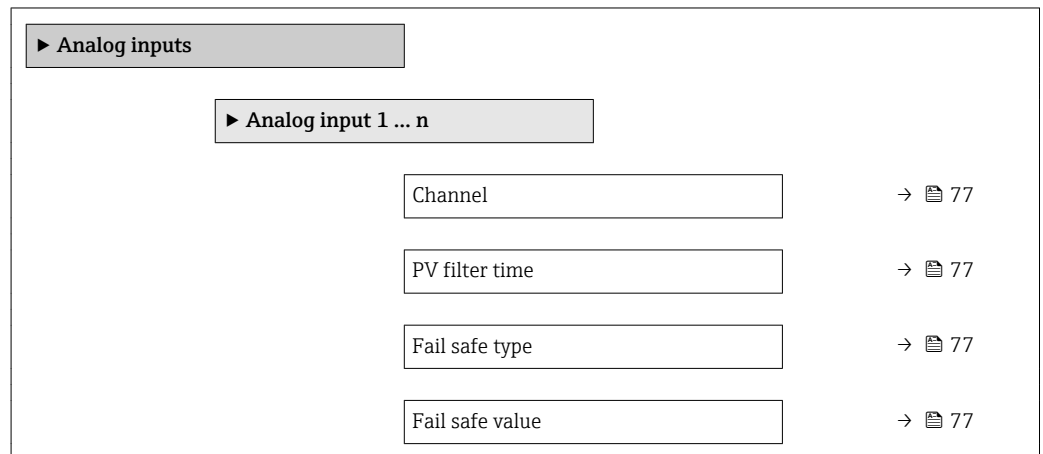 ▶ Analog inputs
▶ Analog input 1 ... n
Channel → 77
PV filter time → 77
Fail safe type → 77
Fail safe value → 77